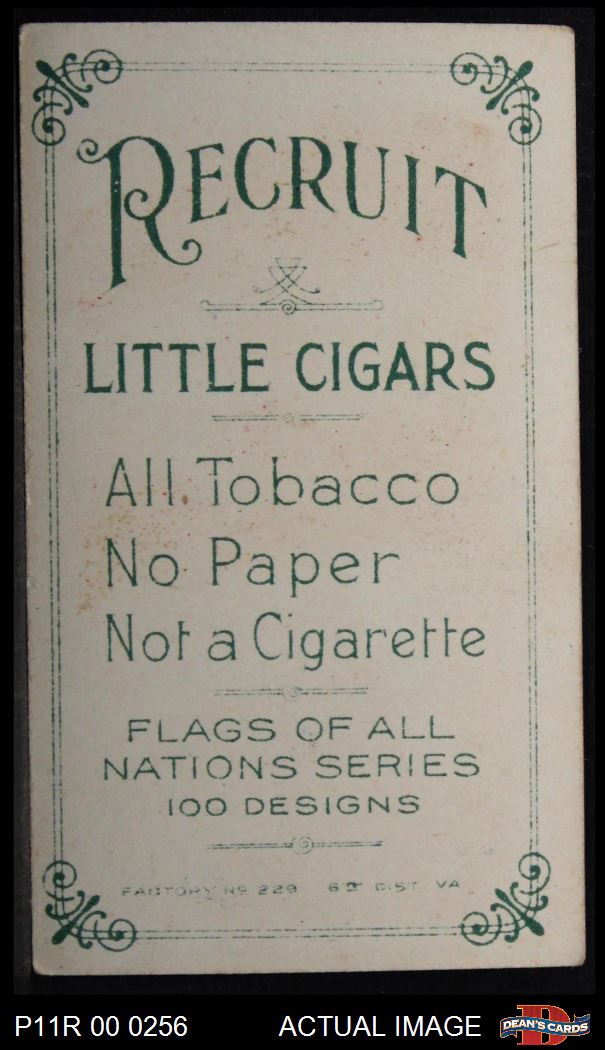 RECRUIT
LITTLE CIGARS
All Tobacco
No Paper
Not a Cigarette
FLAGS OF ALL
NATIONS SERIES
100 DESIGNS
FACTORY No 229 6TH DIST. VA
P11R 00 0256 ACTUAL IMAGE DEAN'S CARDS